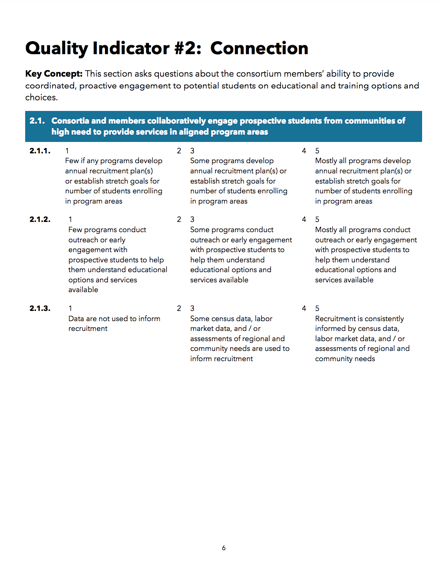 Quality Indicator #2:  Connection
Key Concept: This section asks questions about the consortium members' ability to provide
coordinated, proactive engagement to potential students on educational and training options and
choices.
2.1.  Consortia and members collaboratively engage prospective students from communities of
high need to provide services in aligned program areas
2.1.1.  1  2  3  4  5
Few if any programs develop  Some programs develop  Mostly all programs develop
annual recruitment plan(s)  annual recruitment plan(s) or  annual recruitment plan(s) or
or establish stretch goals for  establish stretch goals for  establish stretch goals for
number of students enrolling  number of students enrolling  number of students enrolling
in program areas  in program areas  in program areas
2.1.2.  1  2  3  4  5
Few programs conduct  Some programs conduct  Mostly all programs conduct
outreach or early  outreach or early engagement  outreach or early engagement
engagement with  with prospective students to  with prospective students to
prospective students to help  help them understand  help them understand
them understand educational  educational options and  educational options and
options and services  services available  services available
available
2.1.3.  1  2  3  4  5
Data are not used to inform  Some census data, labor  Recruitment is consistently
recruitment  market data, and / or  informed by census data,
assessments of regional and  labor market data, and / or
community needs are used to  assessments of regional and
inform recruitment  community needs
6